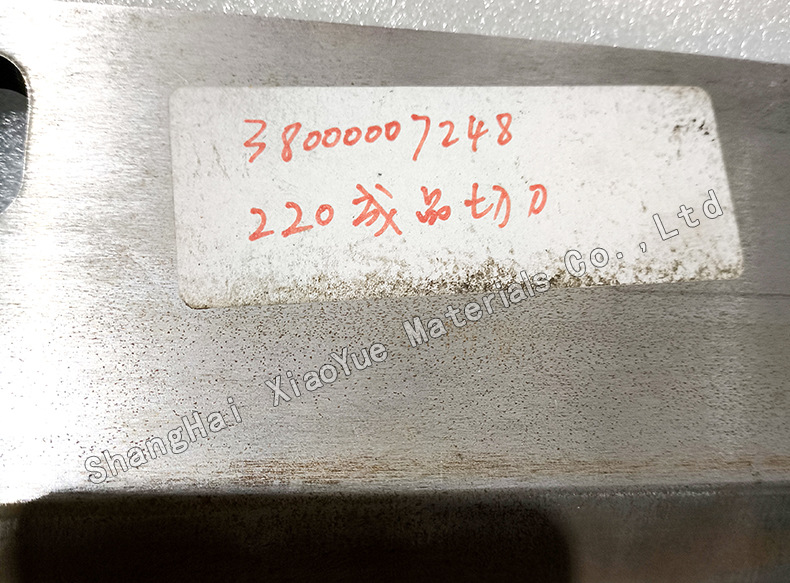 38000007248
220成品切刀
ShangHai XiaoYue Materials Co.,Ltd